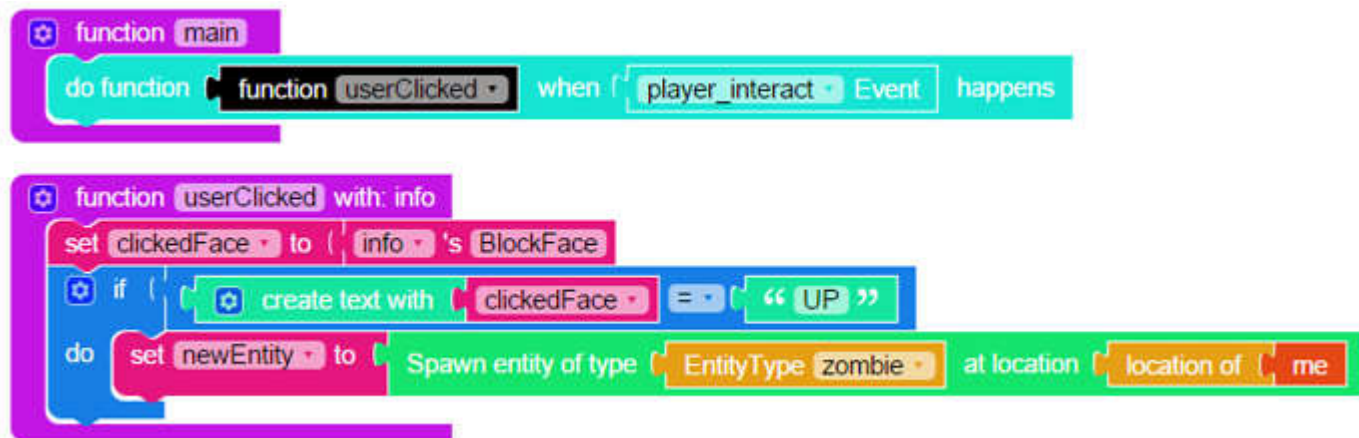 function main
do function function userClicked when player_interact Event happens
function userClicked with: info
set clickedFace to info 's BlockFace
if create text with clickedFace = “ UP ”
do set newEntity to Spawn entity of type EntityType zombie at location location of me